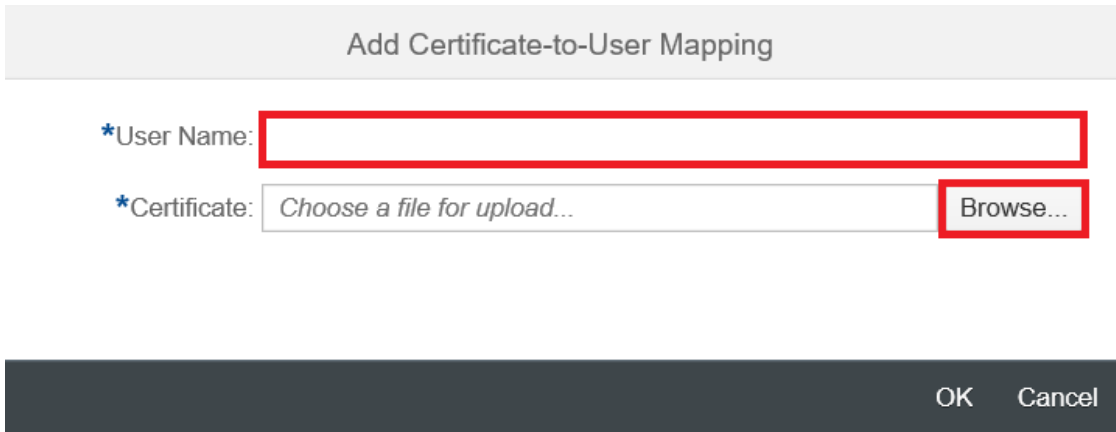 Add Certificate-to-User Mapping
*User Name:
*Certificate: Choose a file for upload... Browse...
OK Cancel